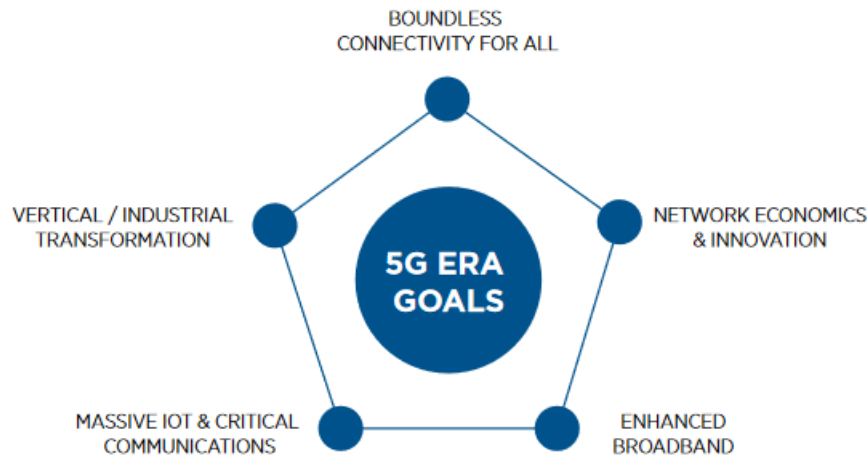 BOUNDLESS
CONNECTIVITY FOR ALL
VERTICAL / INDUSTRIAL
TRANSFORMATION
NETWORK ECONOMICS
& INNOVATION
5G ERA
GOALS
MASSIVE IOT & CRITICAL
COMMUNICATIONS
ENHANCED
BROADBAND